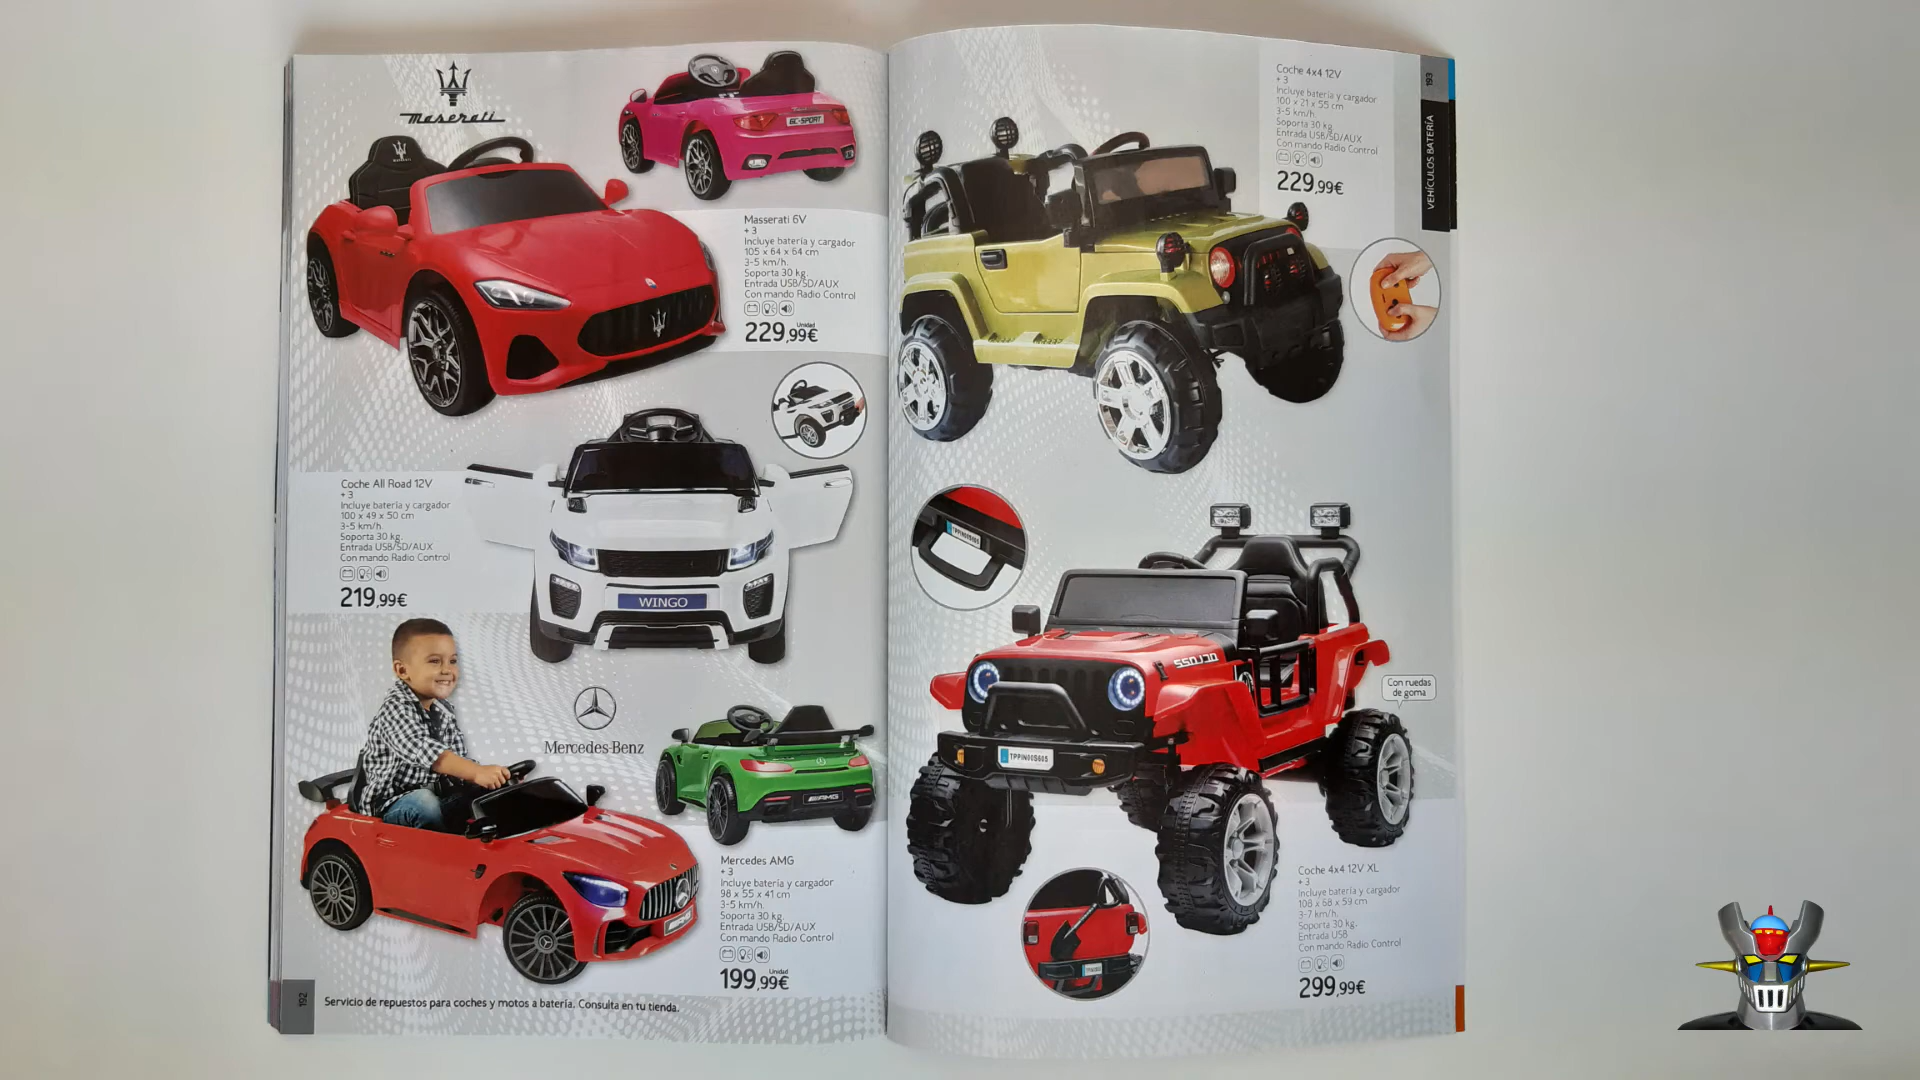 Maserati
GC-SPORT
Masserati 6V
+ 3
Incluye batería y cargador
105 x 64 x 64 cm
3-5 km/h.
Soporta 30 kg.
Entrada USB/SD/AUX
Con mando Radio Control
Unidad
229,99€
Coche All Road 12V
+ 3
Incluye batería y cargador
100 x 49 x 50 cm
3-5 km/h.
Soporta 30 kg.
Entrada USB/SD/AUX
Con mando Radio Control
219,99€
WINGO
Mercedes-Benz
AMG
AMG
Mercedes AMG
+ 3
Incluye batería y cargador
98 x 55 x 41 cm
3-5 km/h.
Soporta 30 kg.
Entrada USB/SD/AUX
Con mando Radio Control
Unidad
199,99€
192
Servicio de repuestos para coches y motos a batería. Consulta en tu tienda.
Coche 4x4 12V
+ 3
Incluye batería y cargador
100 x 21 x 55 cm
3-5 km/h.
Soporta 30 kg.
Entrada USB/SD/AUX
Con mando Radio Control
229,99€
193
VEHÍCULOS BATERÍA
TPPIN00S605
Con ruedas
de goma
TPPIN00S605
Coche 4x4 12V XL
+ 3
Incluye batería y cargador
108 x 68 x 59 cm
3-7 km/h.
Soporta 30 kg.
Entrada USB
Con mando Radio Control
299,99€